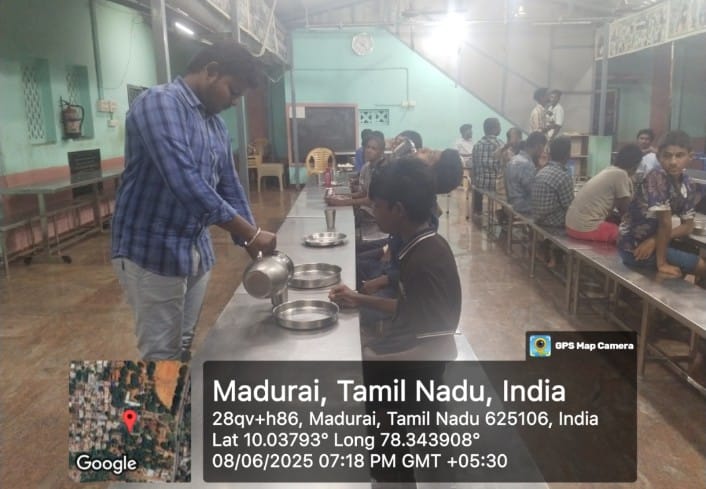 GPS Map Camera
Madurai, Tamil Nadu, India
28qv+h86, Madurai, Tamil Nadu 625106, India
Lat 10.03793° Long 78.343908°
08/06/2025 07:18 PM GMT +05:30
Google